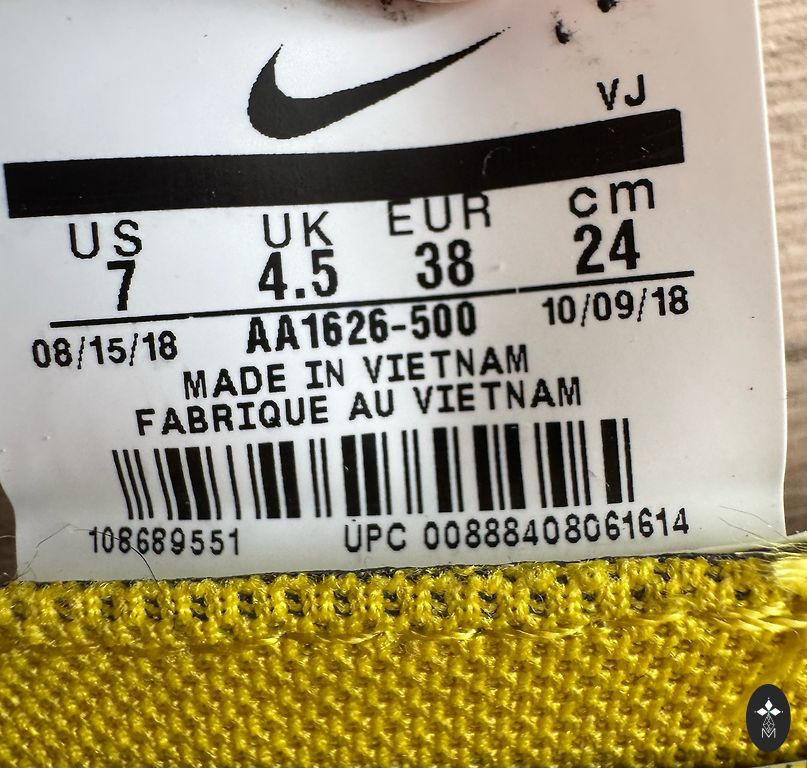 VJ
US UK EUR cm
7 4.5 38 24
08/15/18 AA1626-500 10/09/18
MADE IN VIETNAM
FABRIQUE AU VIETNAM
108689551 UPC 00888408061614
M